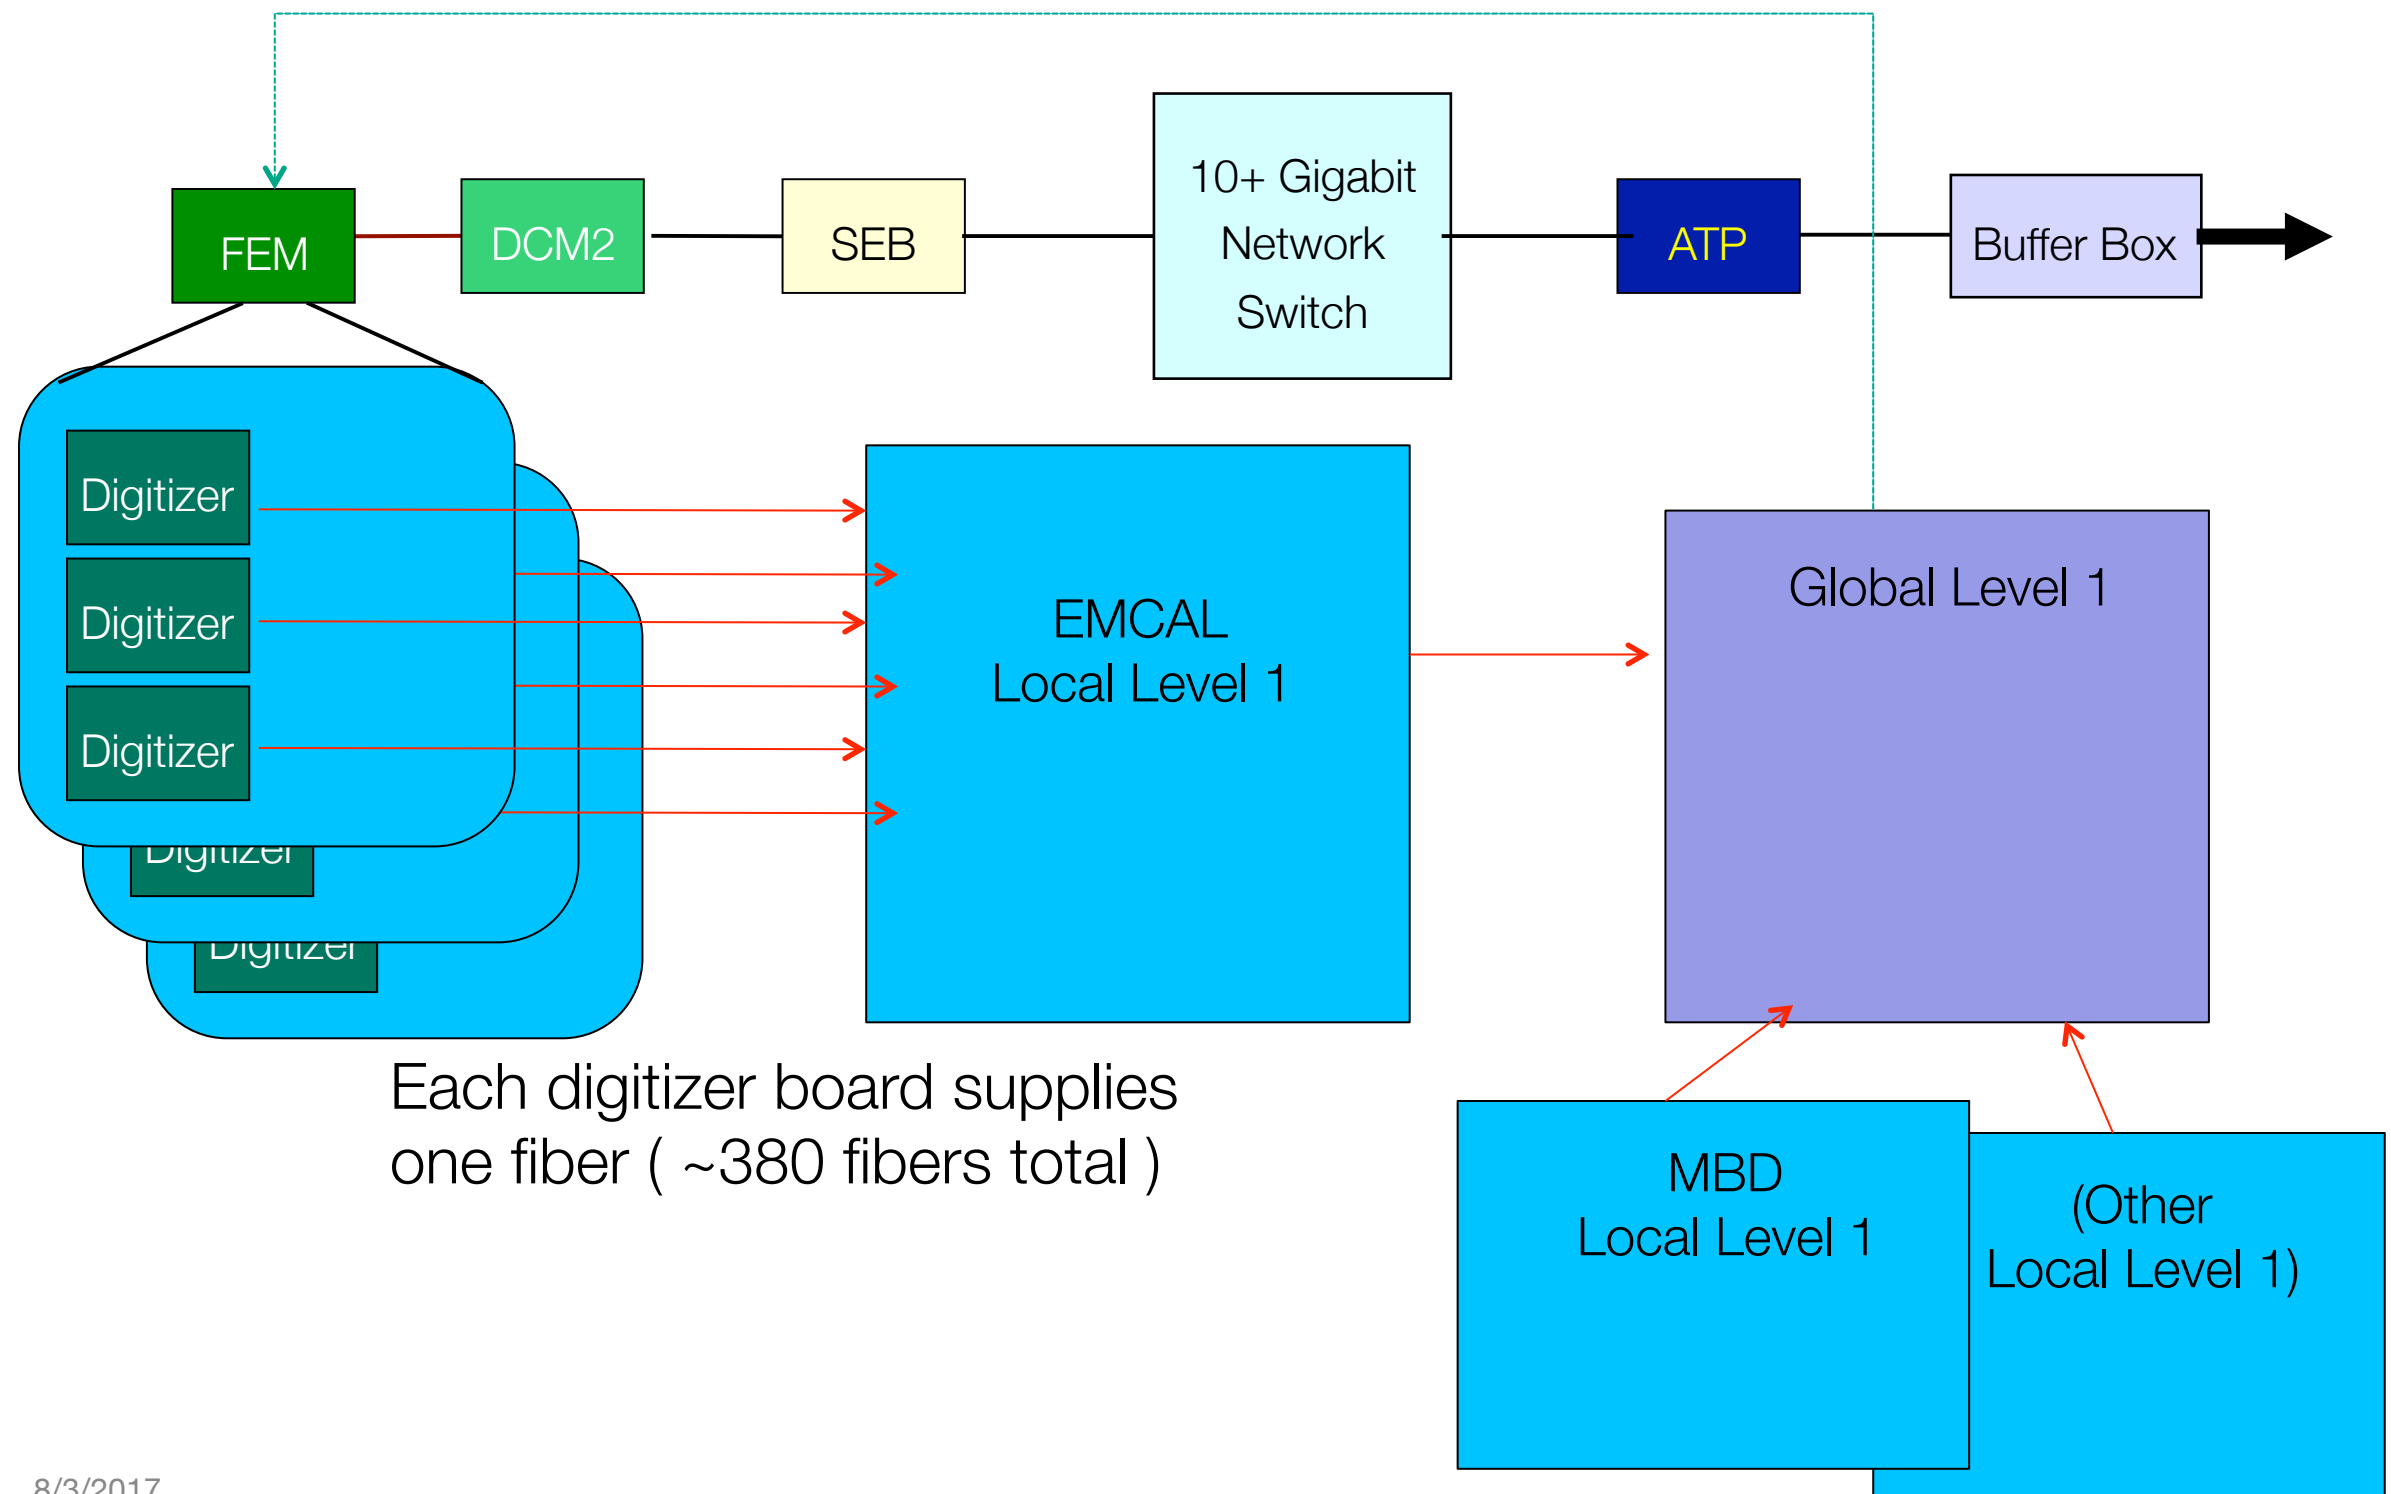 FEM
DCM2
SEB
10+ Gigabit
Network
Switch
ATP
Buffer Box
Digitizer
Digitizer
Digitizer
Digitizer
Digitizer
EMCAL
Local Level 1
Global Level 1
Each digitizer board supplies
one fiber ( ~380 fibers total )
MBD
Local Level 1
(Other
Local Level 1)
8/3/2017